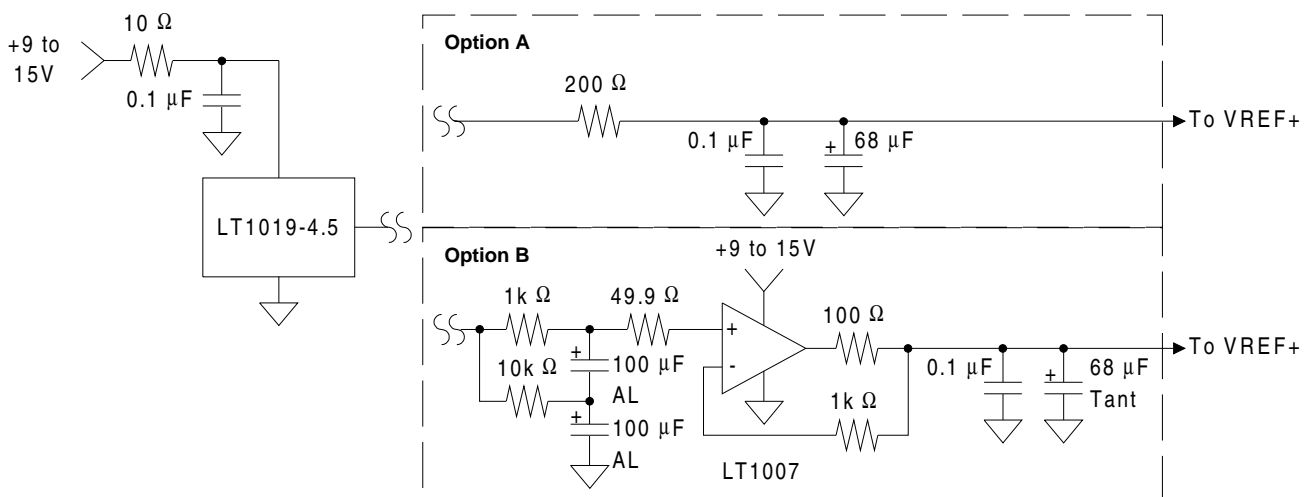 +9 to
15V
10 Ω
0.1 µF
LT1019-4.5
Option A
200 Ω
0.1 µF
+
68 µF
To VREF+
Option B
+9 to 15V
1k Ω
49.9 Ω
100 Ω
+
-
10k Ω
+
100 µF
AL
+
100 µF
AL
1k Ω
LT1007
0.1 µF
+
68 µF
Tant
To VREF+